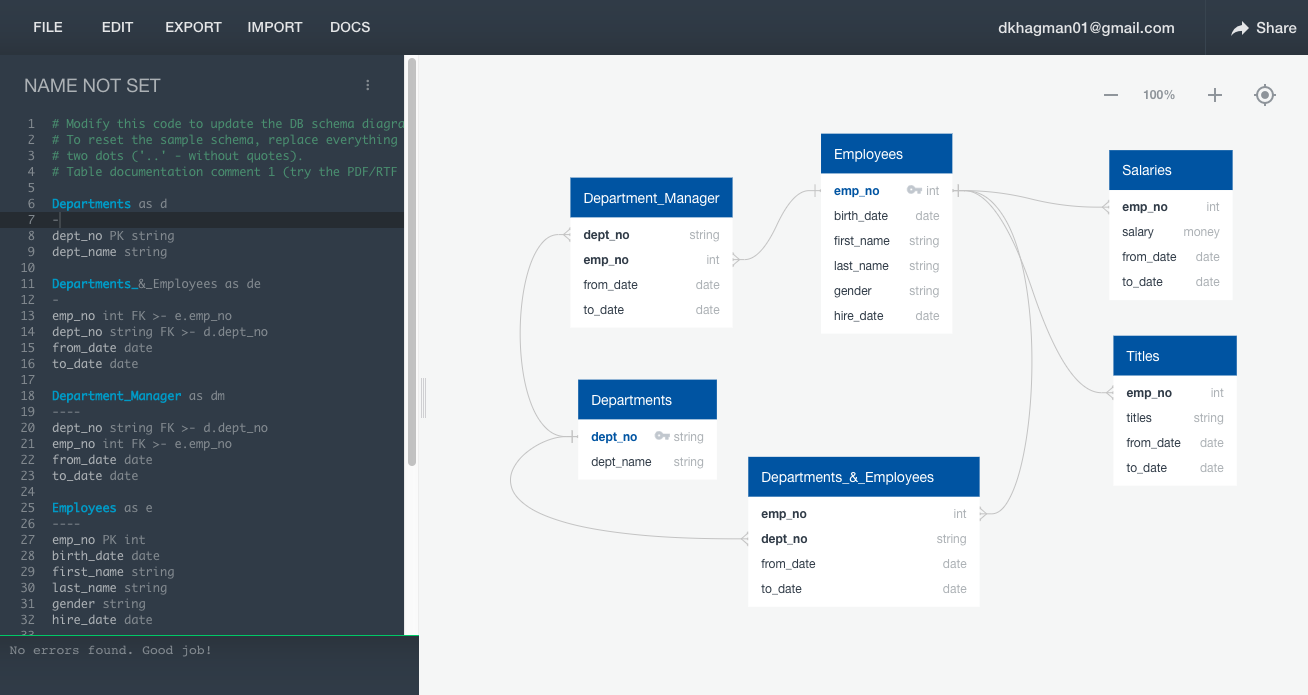 FILE EDIT EXPORT IMPORT DOCS dkhagman01@gmail.com Share
NAME NOT SET
1 # Modify this code to update the DB schema diagra
2 # To reset the sample schema, replace everything
3 # two dots ('..' - without quotes).
4 # Table documentation comment 1 (try the PDF/RTF
5
6 Departments as d
7 -
8 dept_no PK string
9 dept_name string
10
11 Departments_&_Employees as de
12 -
13 emp_no int FK >- e.emp_no
14 dept_no string FK >- d.dept_no
15 from_date date
16 to_date date
17
18 Department_Manager as dm
19 ----
20 dept_no string FK >- d.dept_no
21 emp_no int FK >- e.emp_no
22 from_date date
23 to_date date
24
25 Employees as e
26 ----
27 emp_no PK int
28 birth_date date
29 first_name string
30 last_name string
31 gender string
32 hire_date date
33
No errors found. Good job!
100%
Department_Manager
dept_no string
emp_no int
from_date date
to_date date
Employees
emp_no int
birth_date date
first_name string
last_name string
gender string
hire_date date
Salaries
emp_no int
salary money
from_date date
to_date date
Titles
emp_no int
titles string
from_date date
to_date date
Departments
dept_no string
dept_name string
Departments_&_Employees
emp_no int
dept_no string
from_date date
to_date date